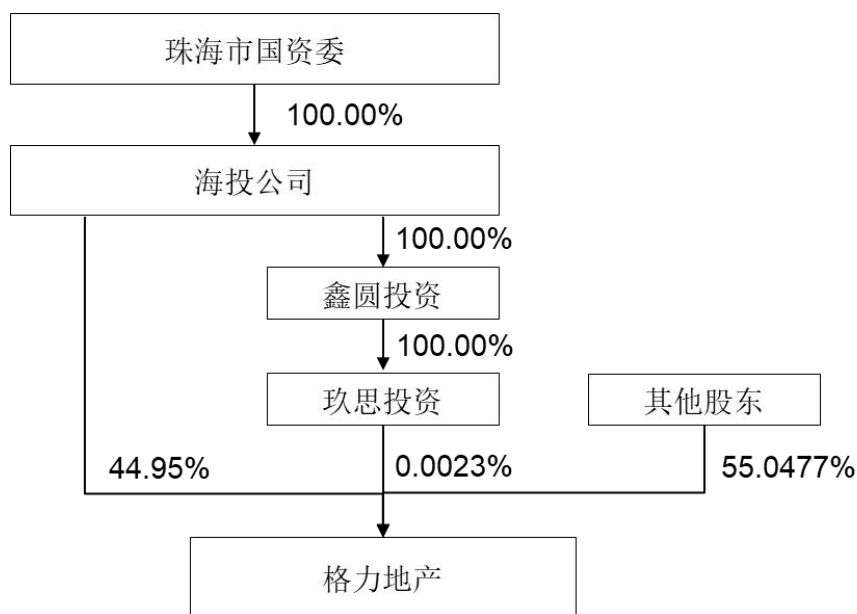 珠海市国资委
100.00%
海投公司
100.00%
鑫圆投资
100.00%
玖思投资
其他股东
44.95%
0.0023%
55.0477%
格力地产